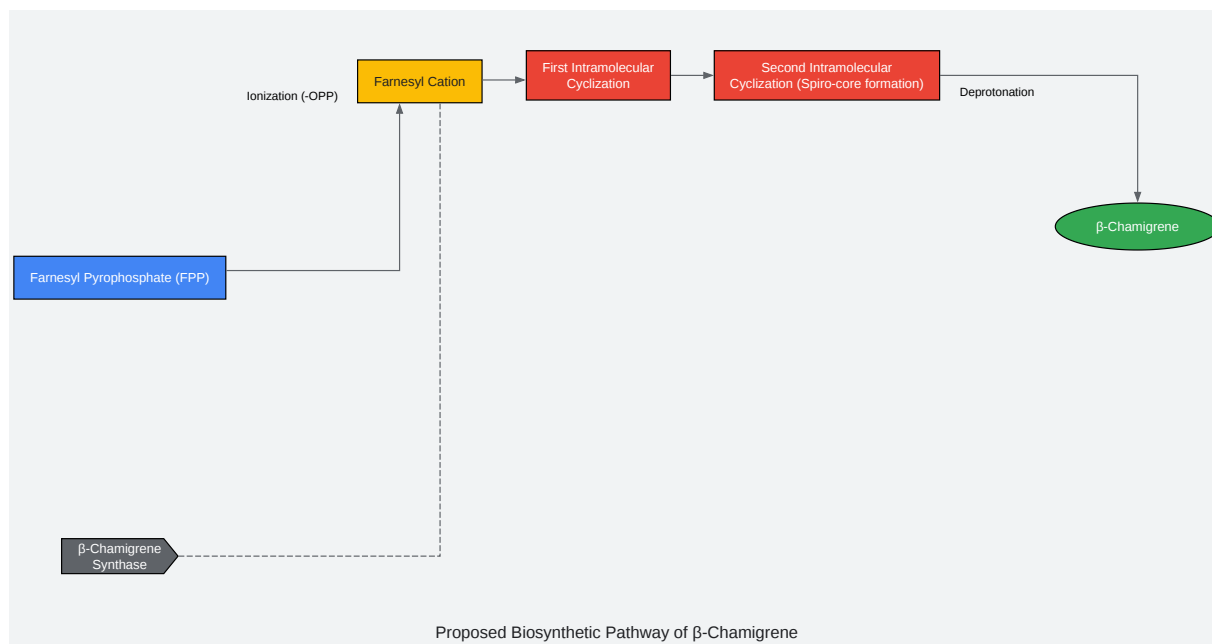 First Intramolecular
Cyclization
Second Intramolecular
Cyclization (Spiro-core formation)
Farnesyl Cation
Ionization (-OPP)
Deprotonation
β-Chamigrene
Farnesyl Pyrophosphate (FPP)
β-Chamigrene
Synthase
Proposed Biosynthetic Pathway of β-Chamigrene